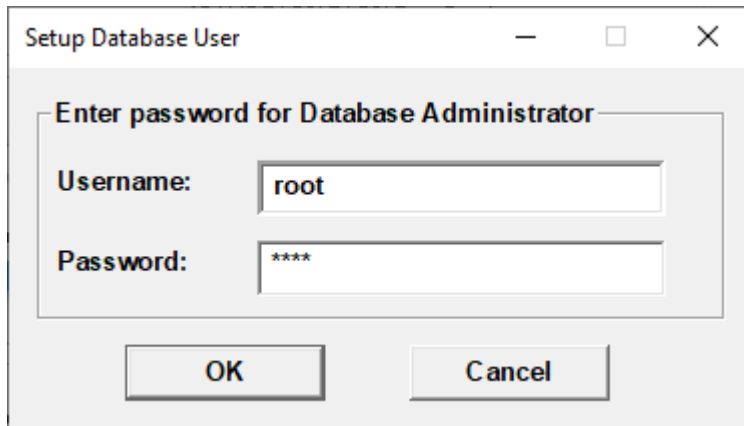 Setup Database User
Enter password for Database Administrator
Username:
root
Password:
****
OK
Cancel